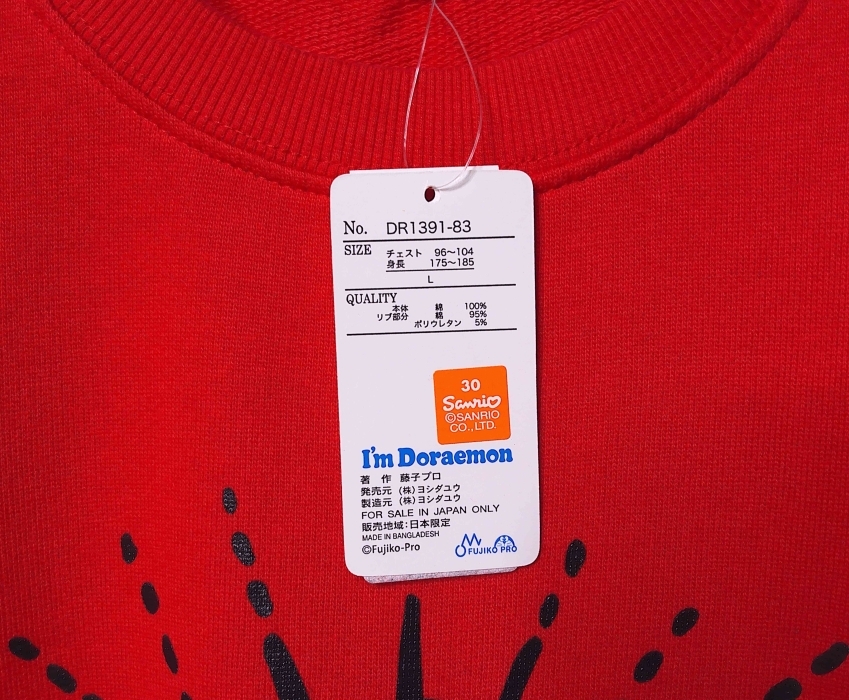 No. DR1391-83
SIZE チェスト 96～104
身長 175～185
L
QUALITY
本体 綿 100%
リブ部分 綿 95%
ポリウレタン 5%
30
Sanrio
©SANRIO
CO.,LTD.
I'm Doraemon
著 作 藤子プロ
発売元 (株)ヨシダユウ
製造元 (株)ヨシダユウ
FOR SALE IN JAPAN ONLY
販売地域:日本限定
MADE IN BANGLADESH
©Fujiko-Pro
FUJIKO PRO